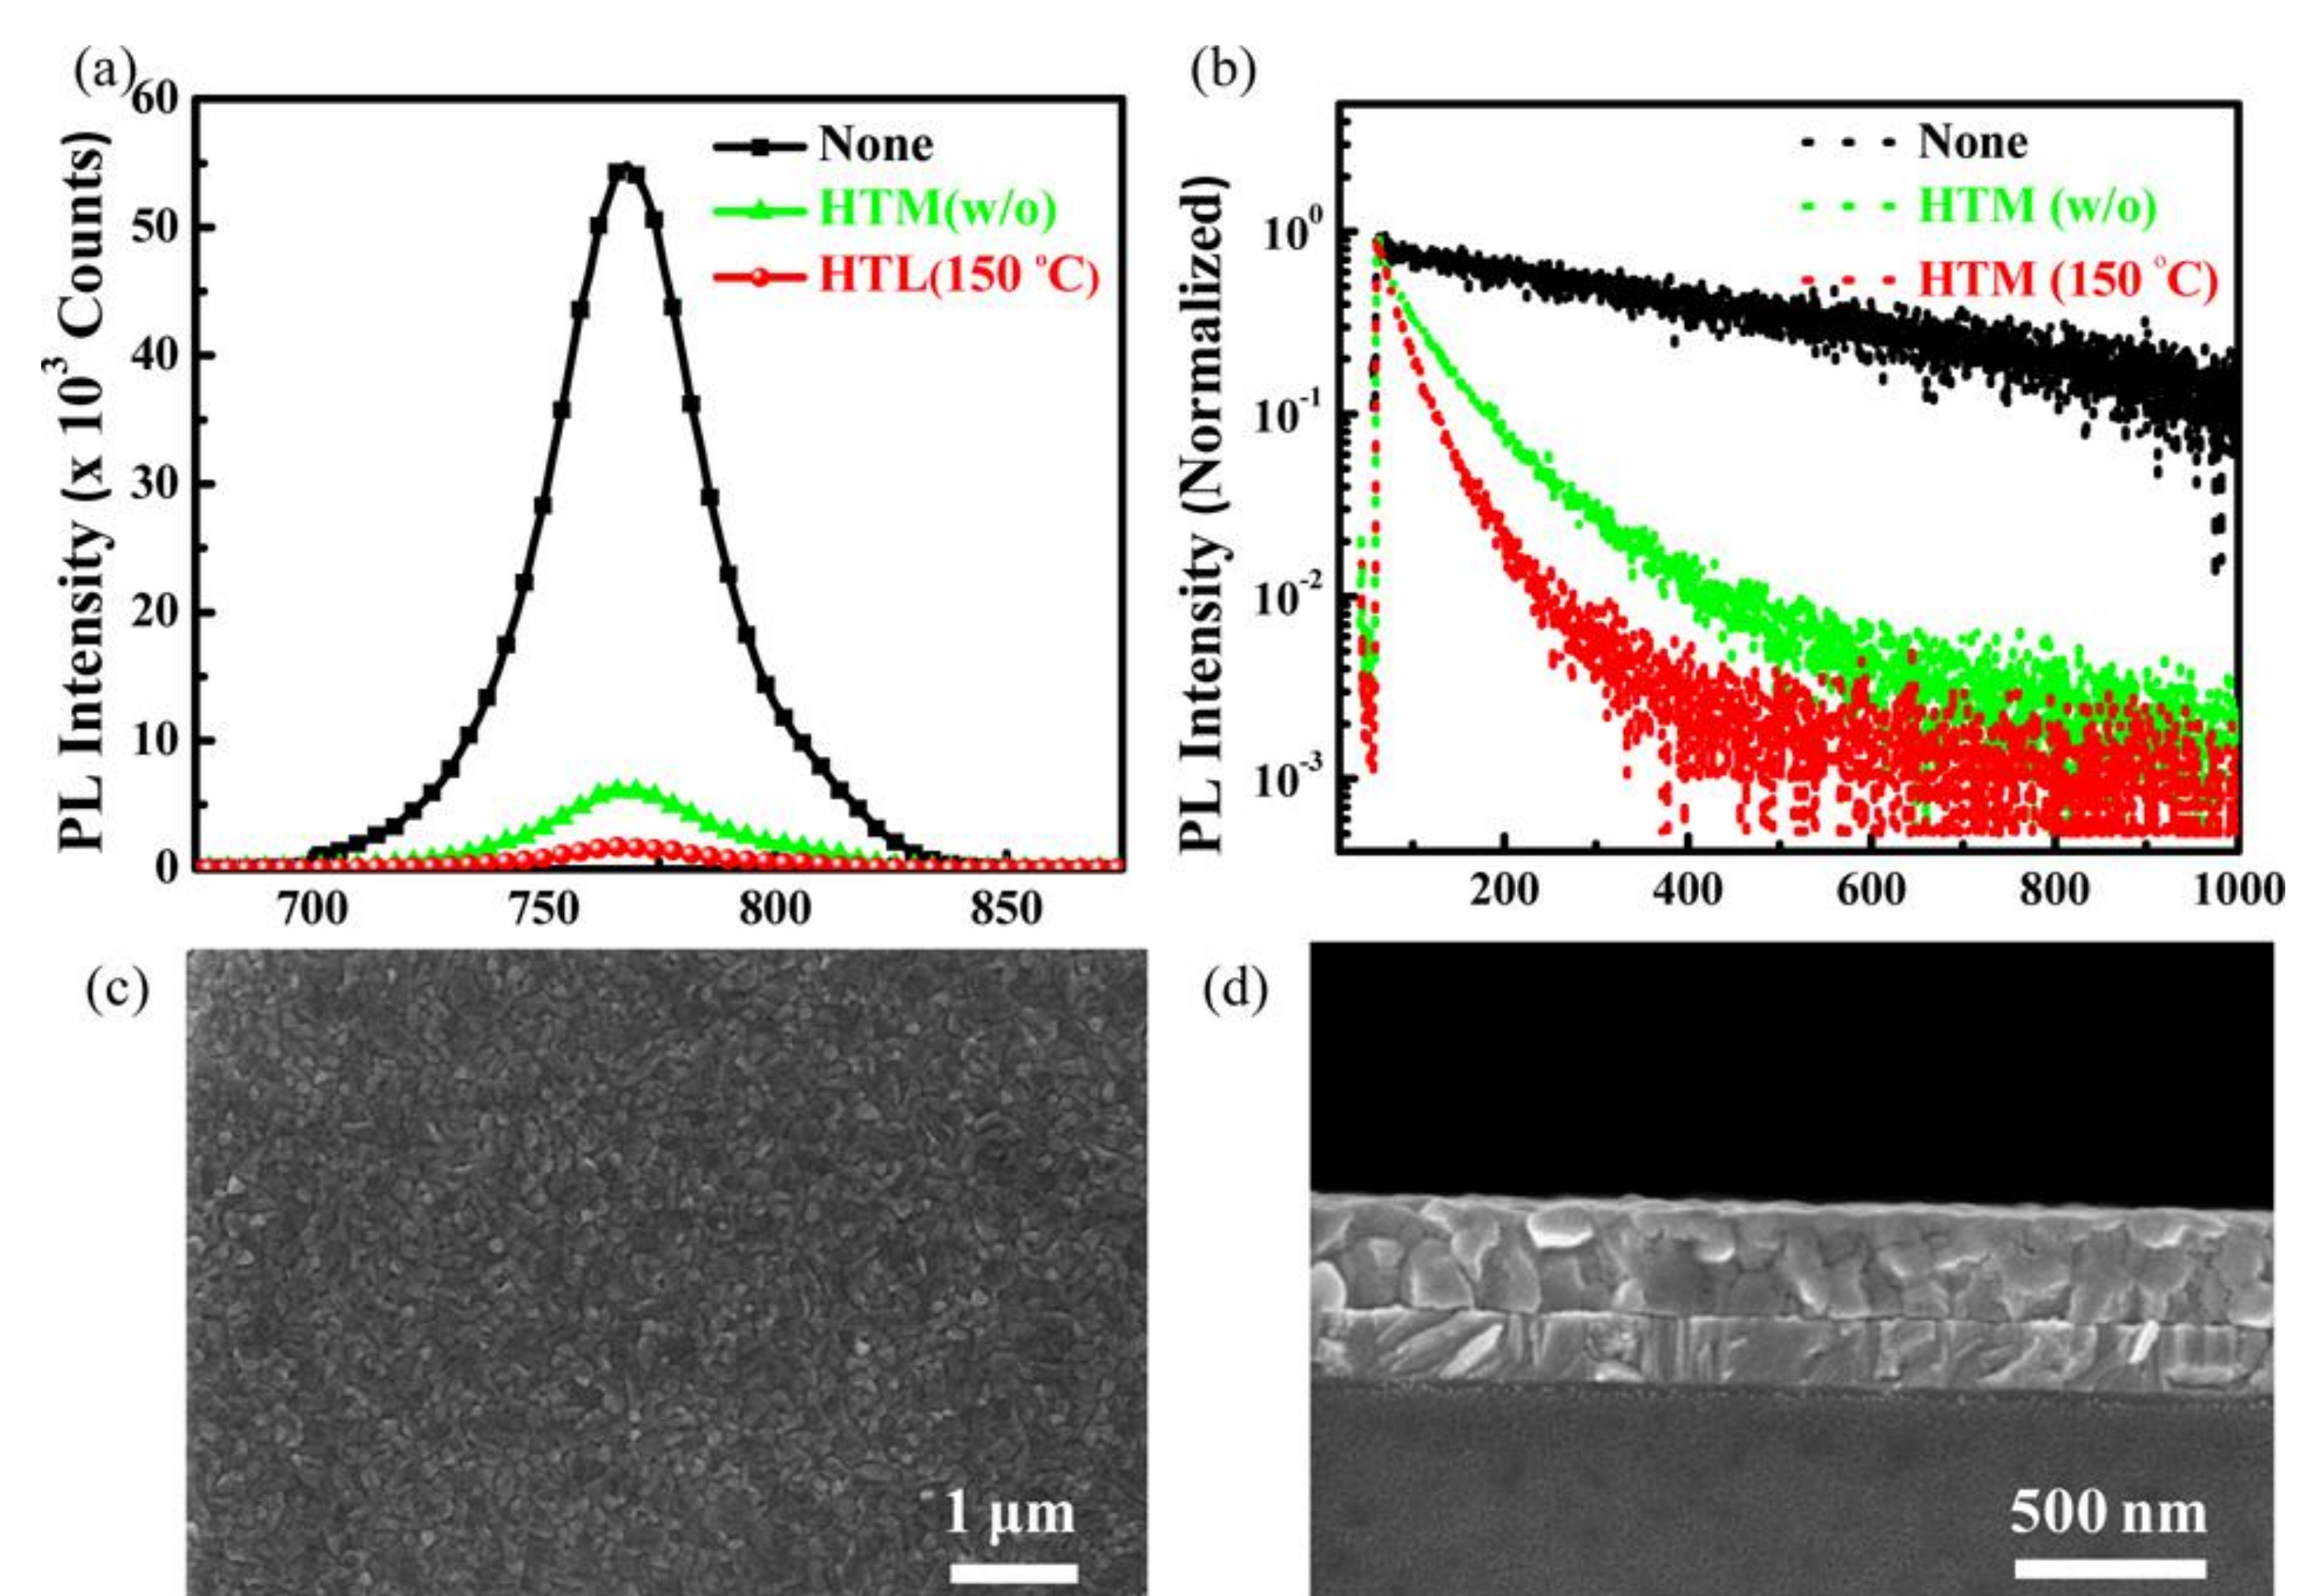 (a)
PL Intensity (x 10³ Counts)
60
50
40
30
20
10
0
None
HTM(w/o)
HTL(150 °C)
700 750 800 850
(b)
PL Intensity (Normalized)
10⁰
10⁻¹
10⁻²
10⁻³
None
HTM (w/o)
HTM (150 °C)
200 400 600 800 1000
(c)
1 μm
(d)
500 nm